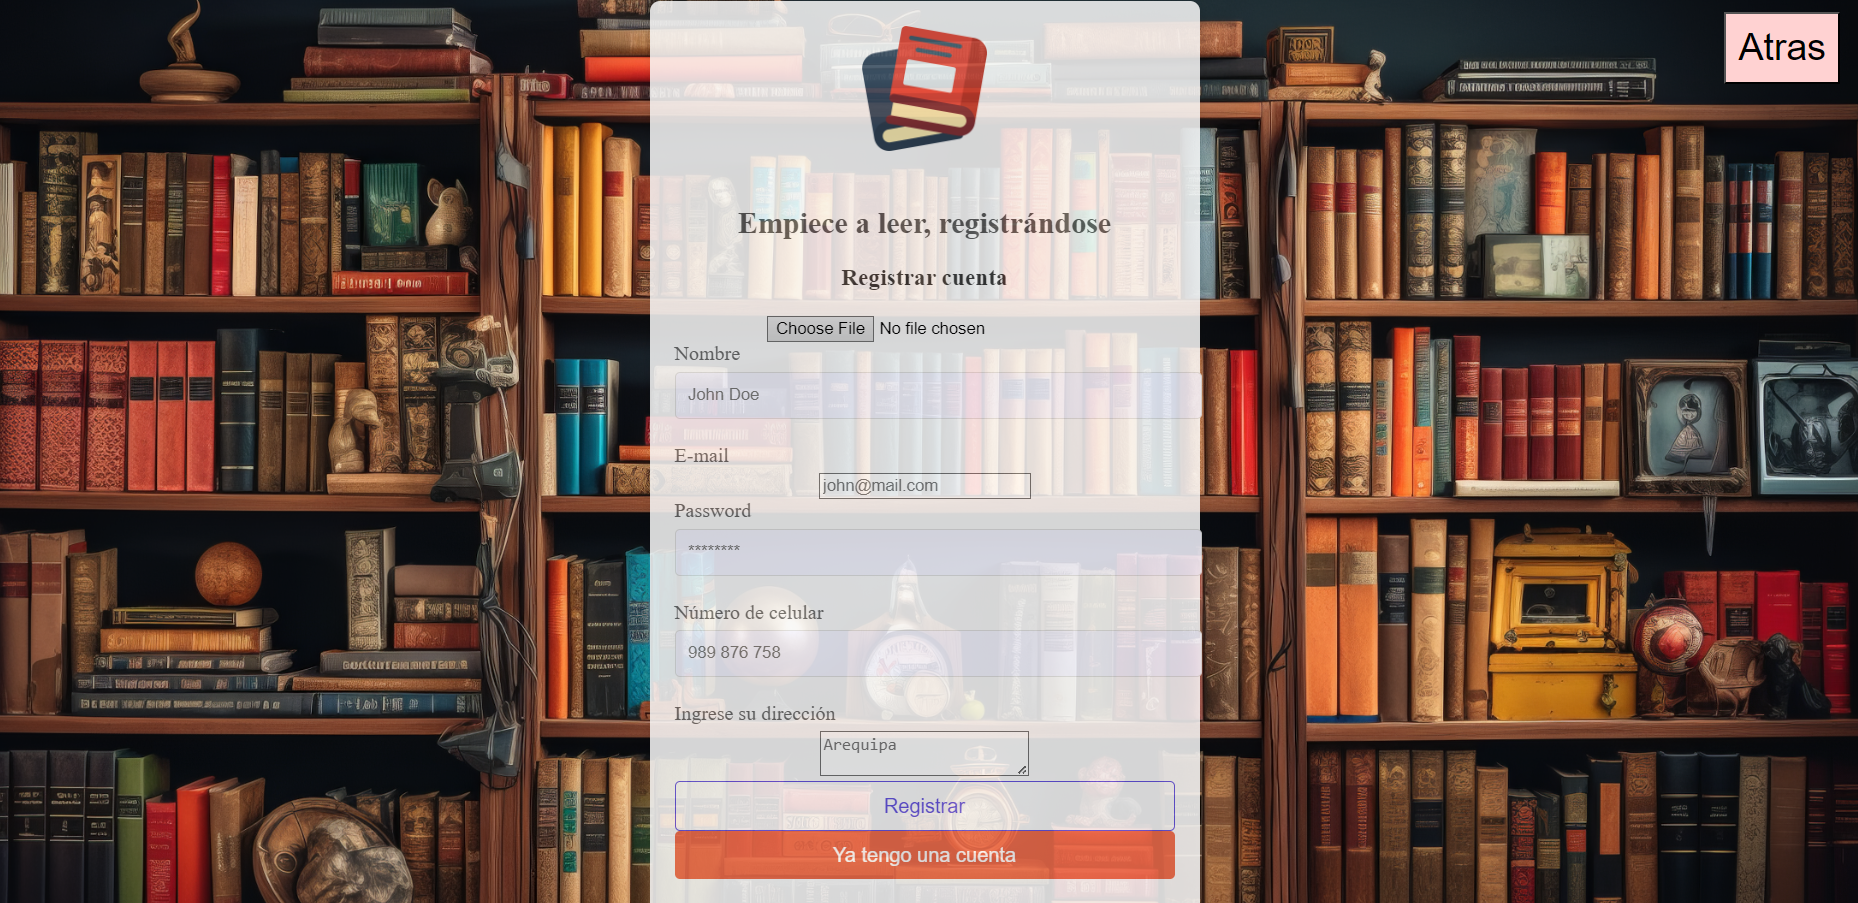 Atras
Empiece a leer, registrándose
Registrar cuenta
Choose File No file chosen
Nombre
John Doe
E-mail
john@mail.com
Password
********
Número de celular
989 876 758
Ingrese su dirección
Arequipa
Registrar
Ya tengo una cuenta